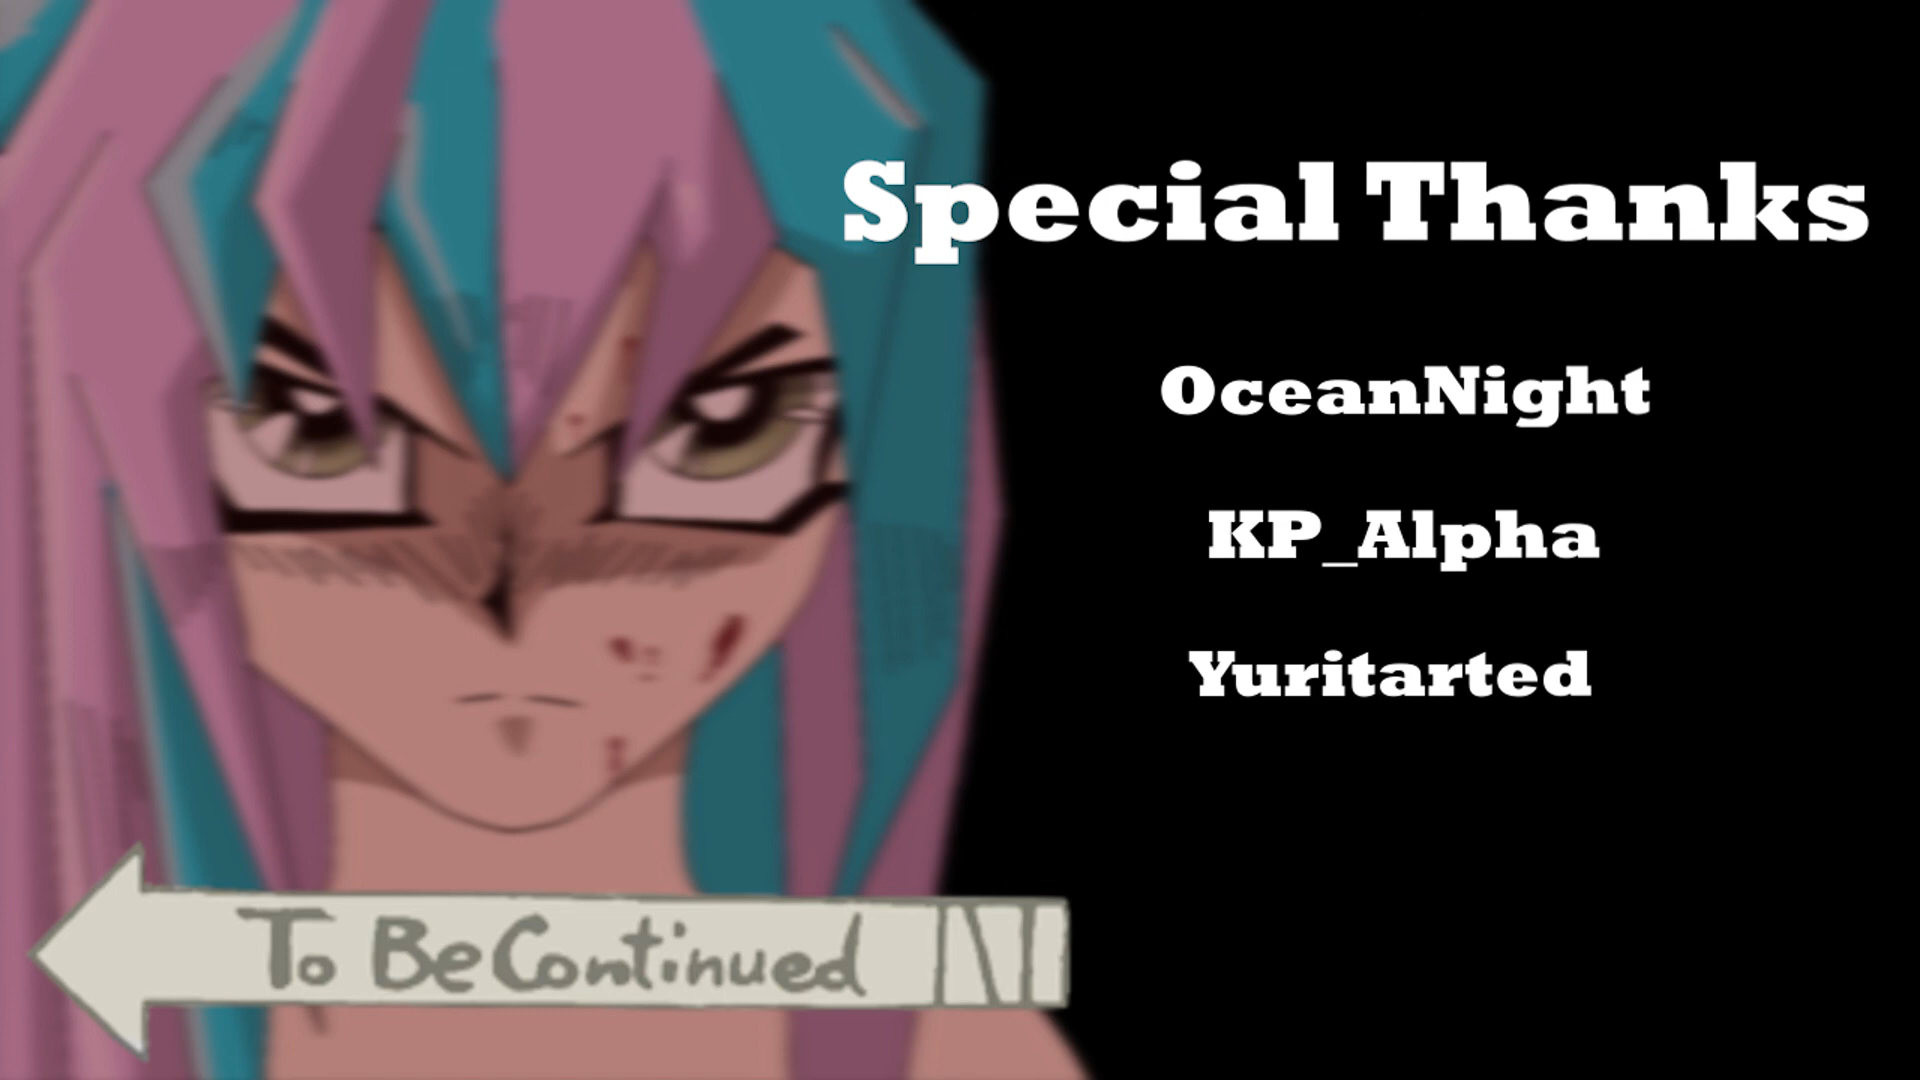 Special Thanks
OceanNight
KP_Alpha
Yuritarted
To Be Continued